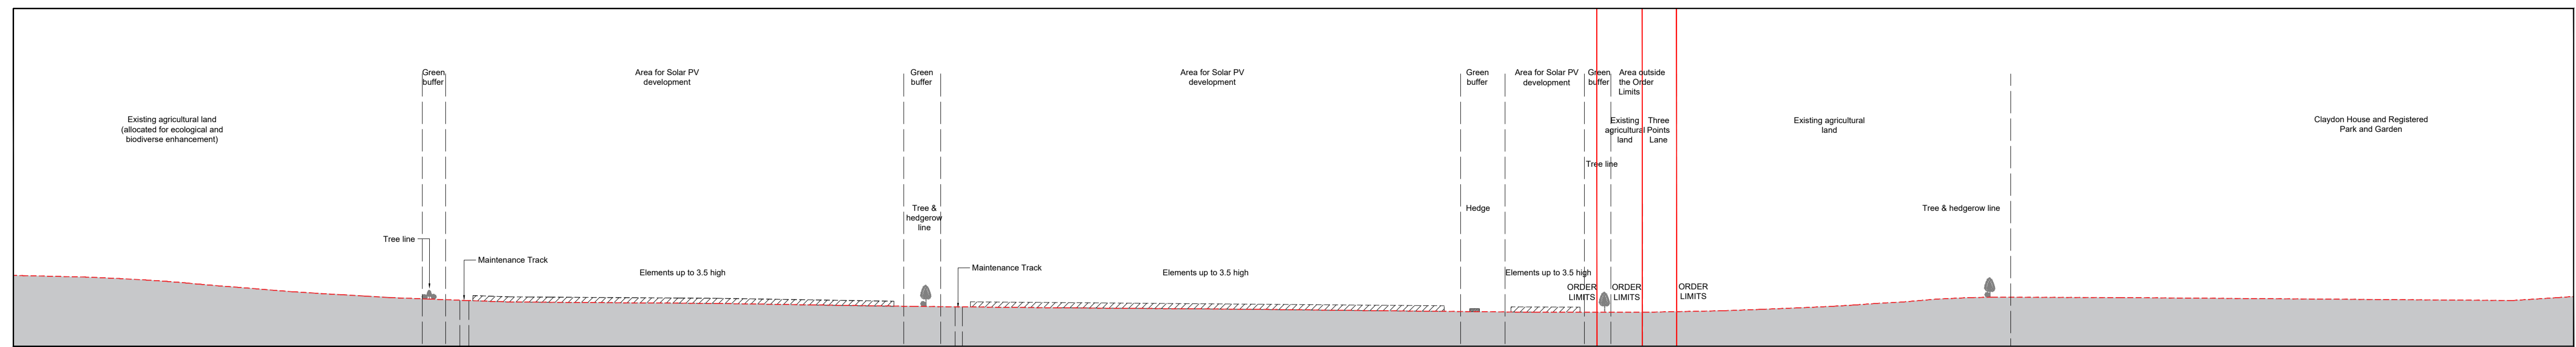 Green
buffer
Area for Solar PV
development
Green
buffer
Area for Solar PV
development
Green
buffer
Area for Solar PV
development
Green
buffer
Area outside
the Order
Limits
Existing agricultural land
(allocated for ecological and
biodiverse enhancement)
Existing
agricultural
land
Three
Points
Lane
Existing agricultural
land
Claydon House and Registered
Park and Garden
Tree line
Tree &
hedgerow
line
Hedge
Tree & hedgerow line
Tree line
Maintenance Track
Maintenance Track
Elements up to 3.5 high
Elements up to 3.5 high
Elements up to 3.5 high
ORDER
LIMITS
ORDER
LIMITS
ORDER
LIMITS